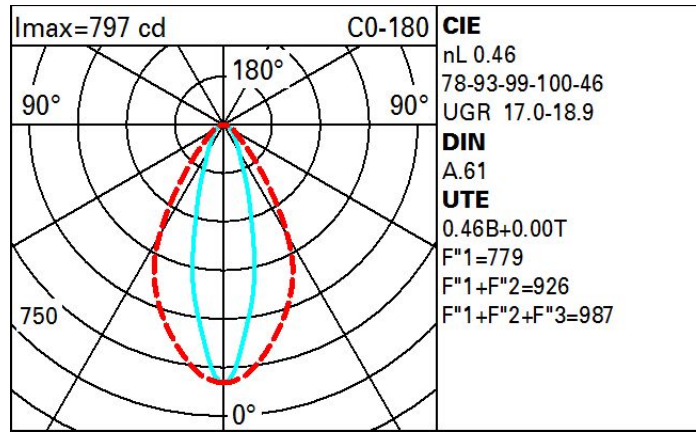 Imax=797 cd C0-180
180°
90° 90°
750
0°
CIE
nL 0.46
78-93-99-100-46
UGR 17.0-18.9
DIN
A.61
UTE
0.46B+0.00T
F"1=779
F"1+F"2=926
F"1+F"2+F"3=987